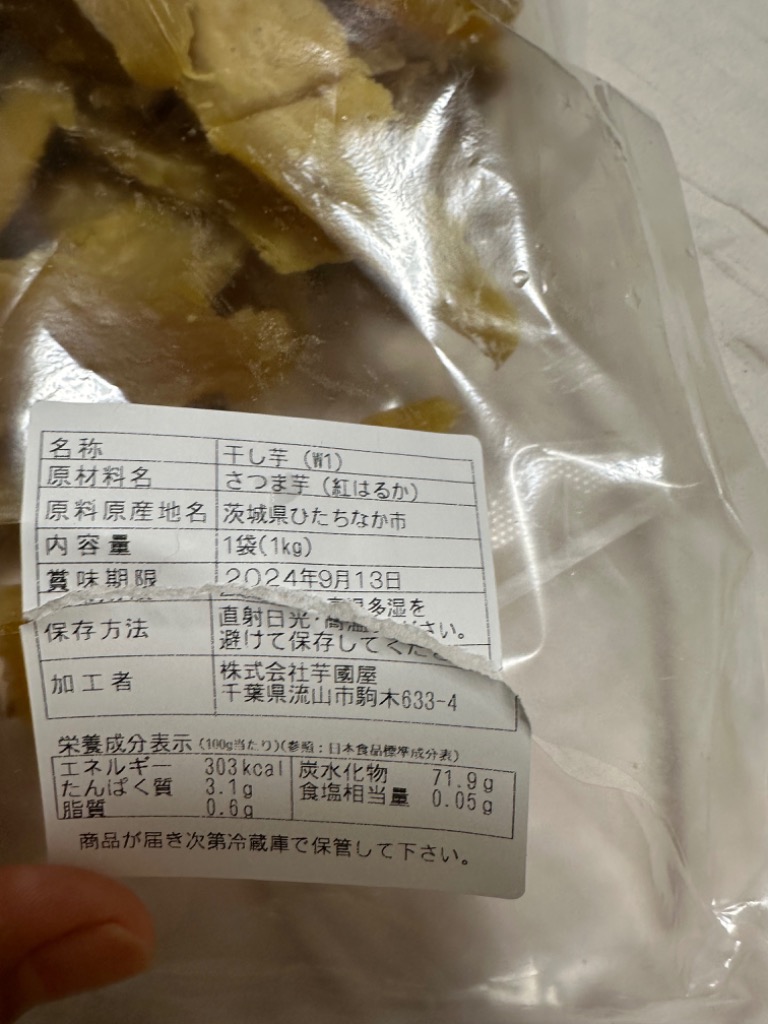 名称 干し芋 (W1)
原材料名 さつま芋 (紅はるか)
原料原産地名 茨城県ひたちなか市
内容量 1袋(1kg)
賞味期限 2024年9月13日
保存方法 直射日光・高温多湿を
避けて保存してください。
加工者 株式会社芋國屋
千葉県流山市駒木633-4
栄養成分表示 (100g当たり)(参照：日本食品標準成分表)
エネルギー 303kcal 炭水化物 71.9g
たんぱく質 3.1g 食塩相当量 0.05g
脂質 0.6g
商品が届き次第冷蔵庫で保管して下さい。